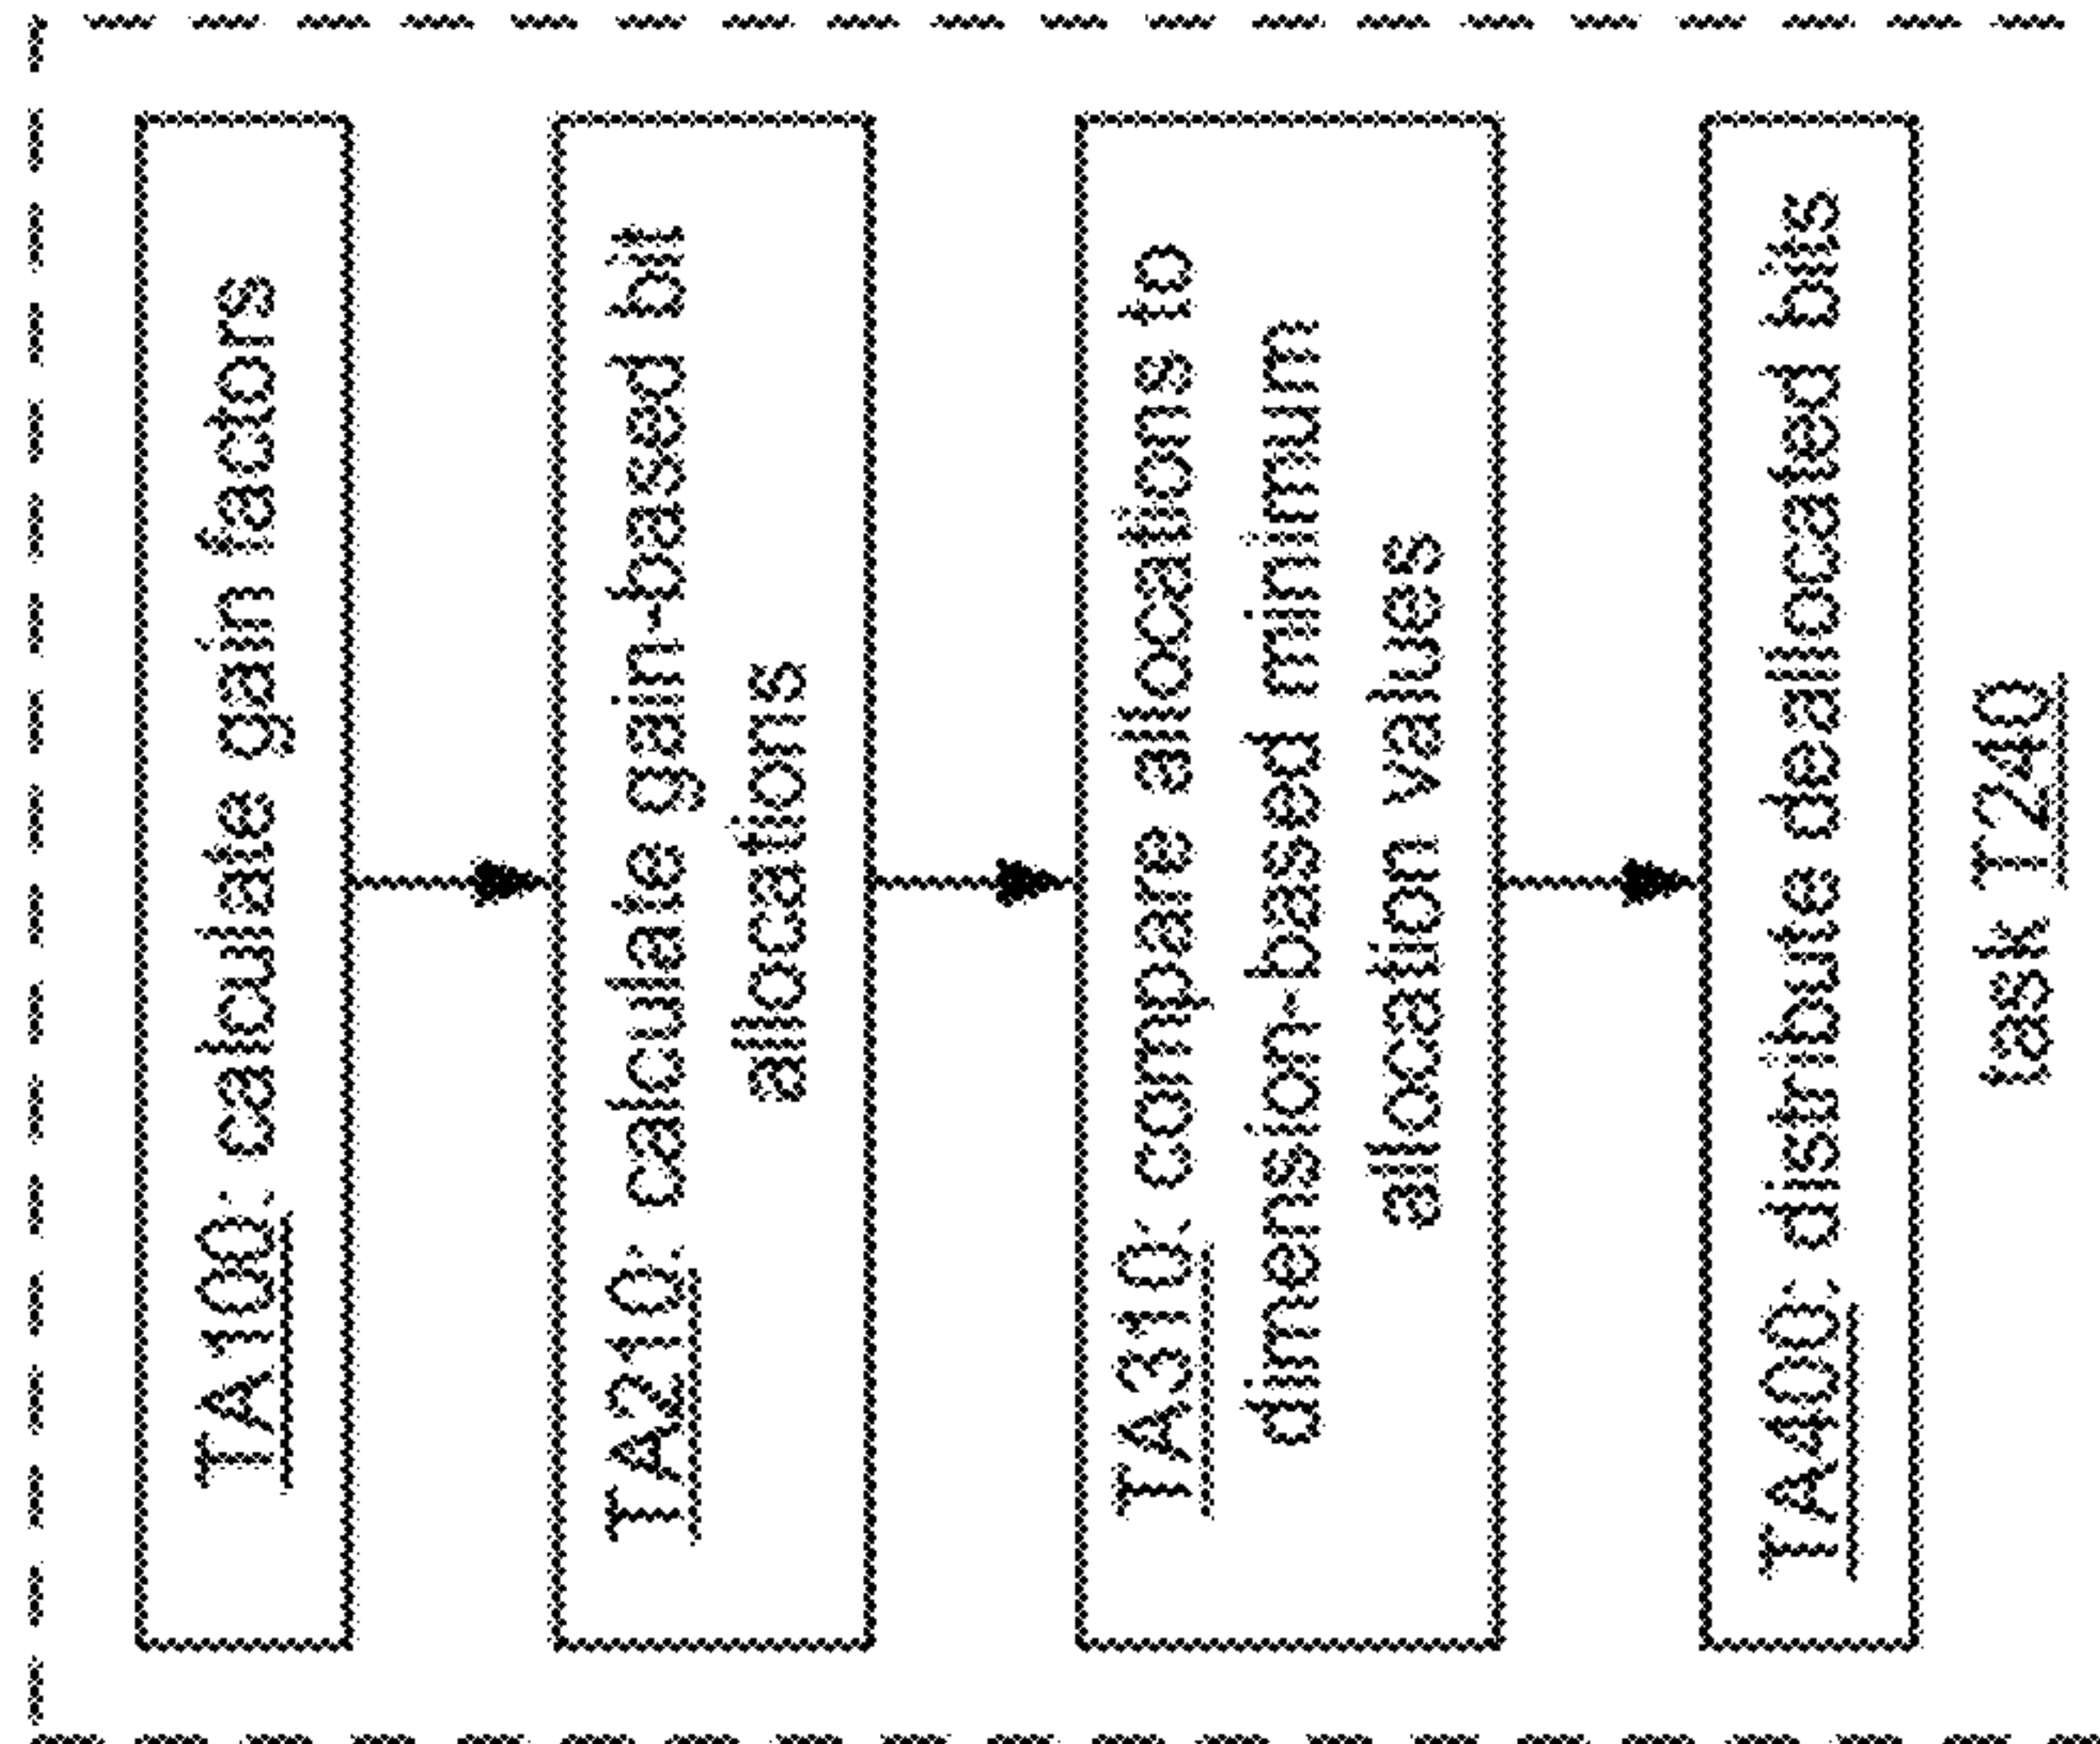 TA100: calculate gain factors
TA210: calculate gain-based bit
allocations
TA310: compare allocations to
dimension-based minimum
allocation values
TA400: distribute deallocated bits
task T240